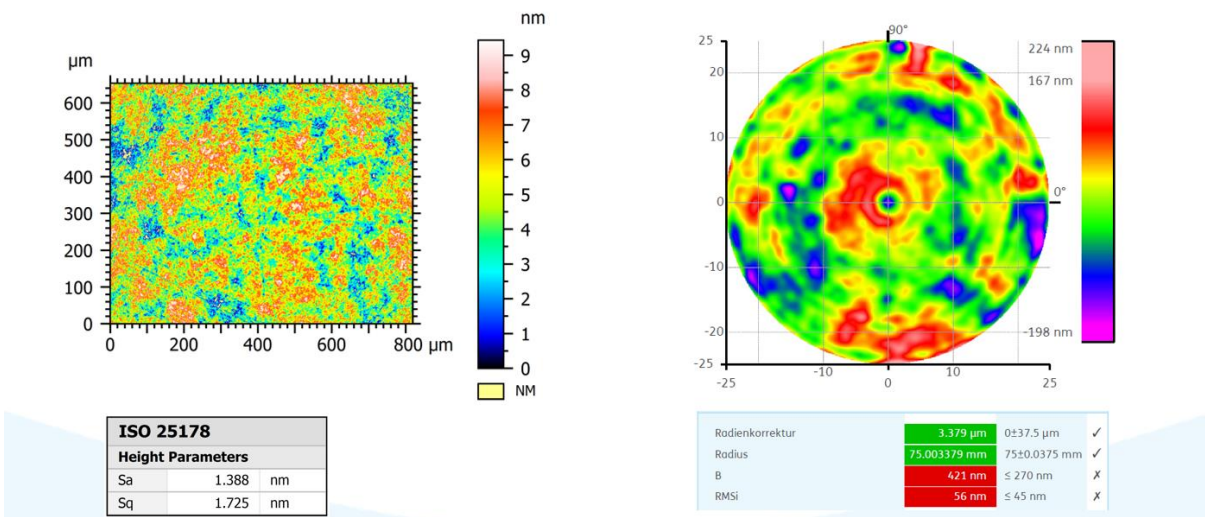 nm
µm
9
8
7
6
5
4
3
2
1
0
NM
600
500
400
300
200
100
0
0 200 400 600 800 µm
ISO 25178
Height Parameters
Sa 1.388 nm
Sq 1.725 nm
90°
25
20
10
0
-10
-20
-25
0°
-25 -10 0 10 25
224 nm
167 nm
-198 nm
Radienkorrektur 3.379 µm 0±37.5 µm ✓
Radius 75.003379 mm 75±0.0375 mm ✓
B 421 nm ≤ 270 nm ✗
RMSi 56 nm ≤ 45 nm ✗